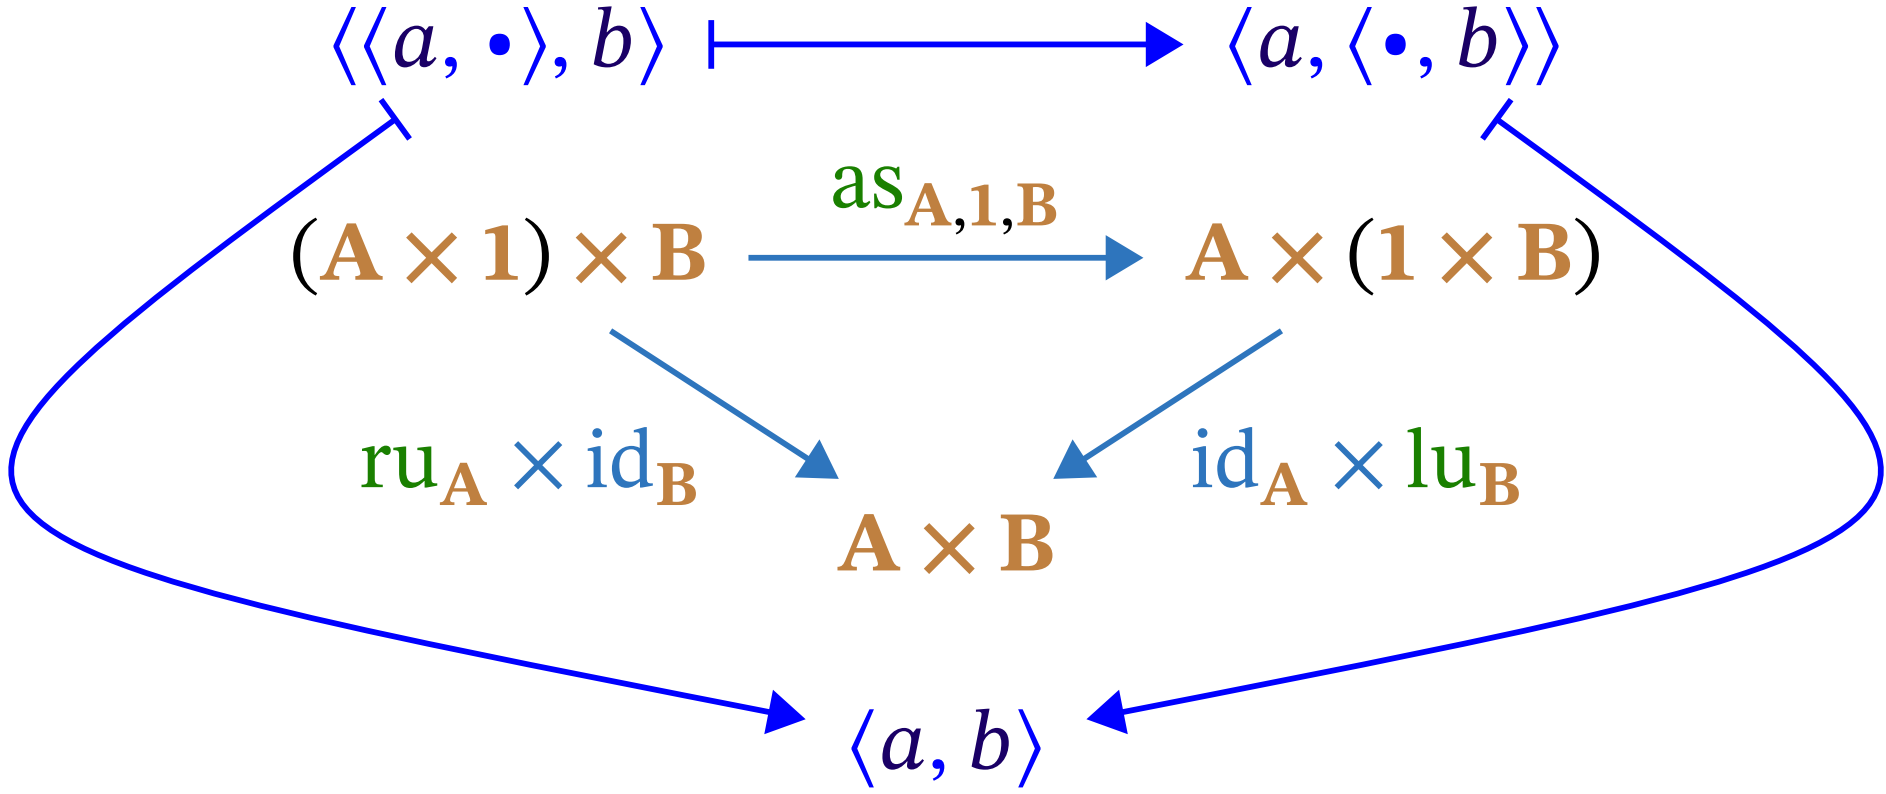 ⟨⟨a, •⟩, b⟩ ⟨a, ⟨•, b⟩⟩
as_A,1,B
(A × 1) × B A × (1 × B)
ru_A × id_B id_A × lu_B
A × B
⟨a, b⟩